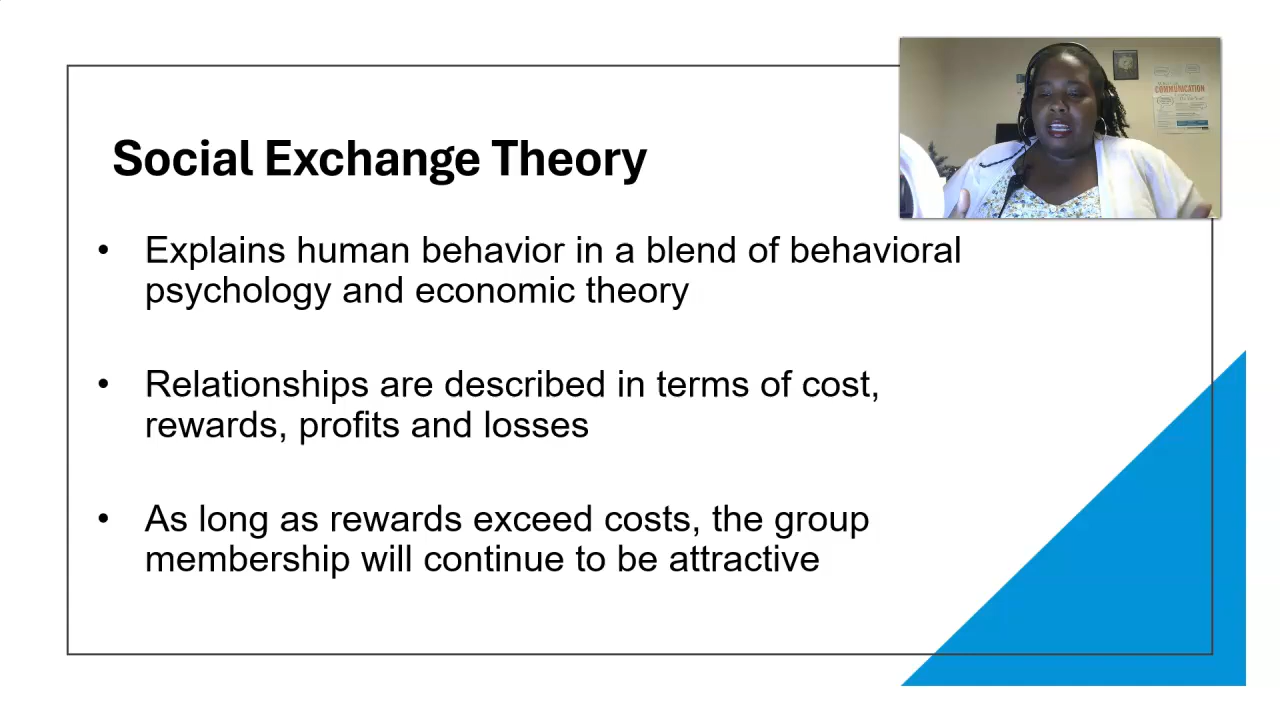 Social Exchange Theory
• Explains human behavior in a blend of behavioral
psychology and economic theory
• Relationships are described in terms of cost,
rewards, profits and losses
• As long as rewards exceed costs, the group
membership will continue to be attractive
COMMUNICATION